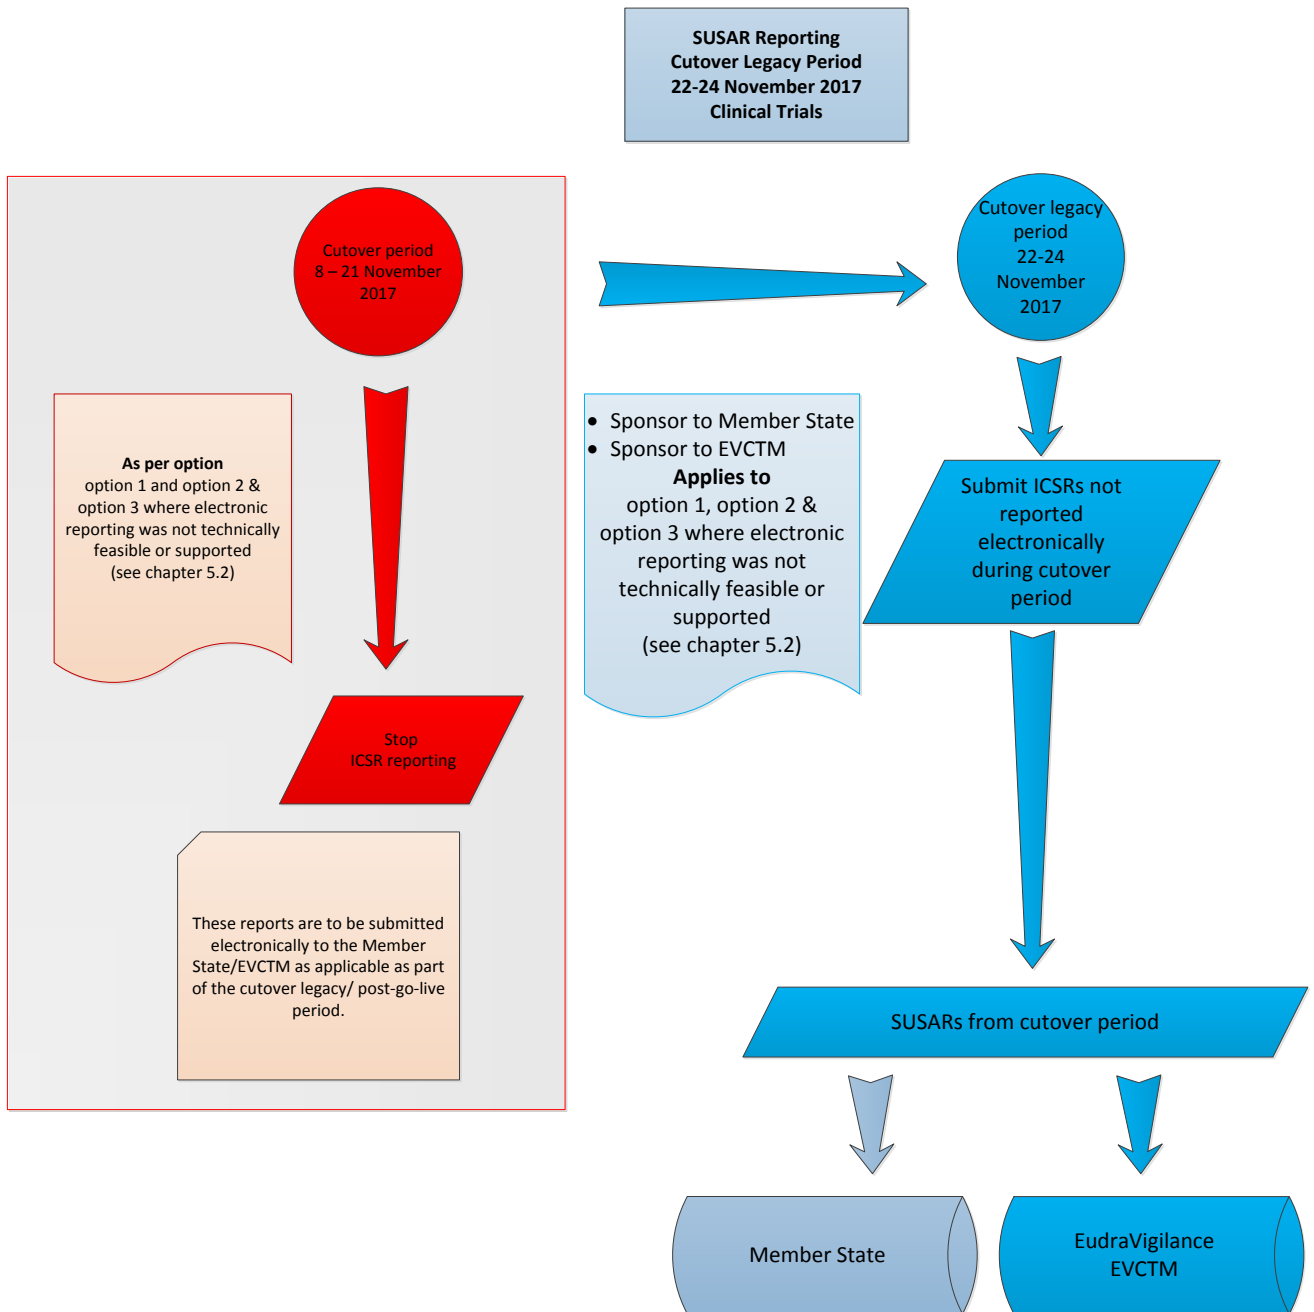 SUSAR Reporting
Cutover Legacy Period
22-24 November 2017
Clinical Trials
Cutover period
8 – 21 November
2017
As per option
option 1 and option 2 &
option 3 where electronic
reporting was not technically
feasible or supported
(see chapter 5.2)
Stop
ICSR reporting
These reports are to be submitted
electronically to the Member
State/EVCTM as applicable as part
of the cutover legacy/ post-go-live
period.
Cutover legacy
period
22-24
November
2017
• Sponsor to Member State
• Sponsor to EVCTM
Applies to
option 1, option 2 &
option 3 where electronic
reporting was not
technically feasible or
supported
(see chapter 5.2)
Submit ICSRs not
reported
electronically
during cutover
period
SUSARs from cutover period
Member State
EudraVigilance
EVCTM